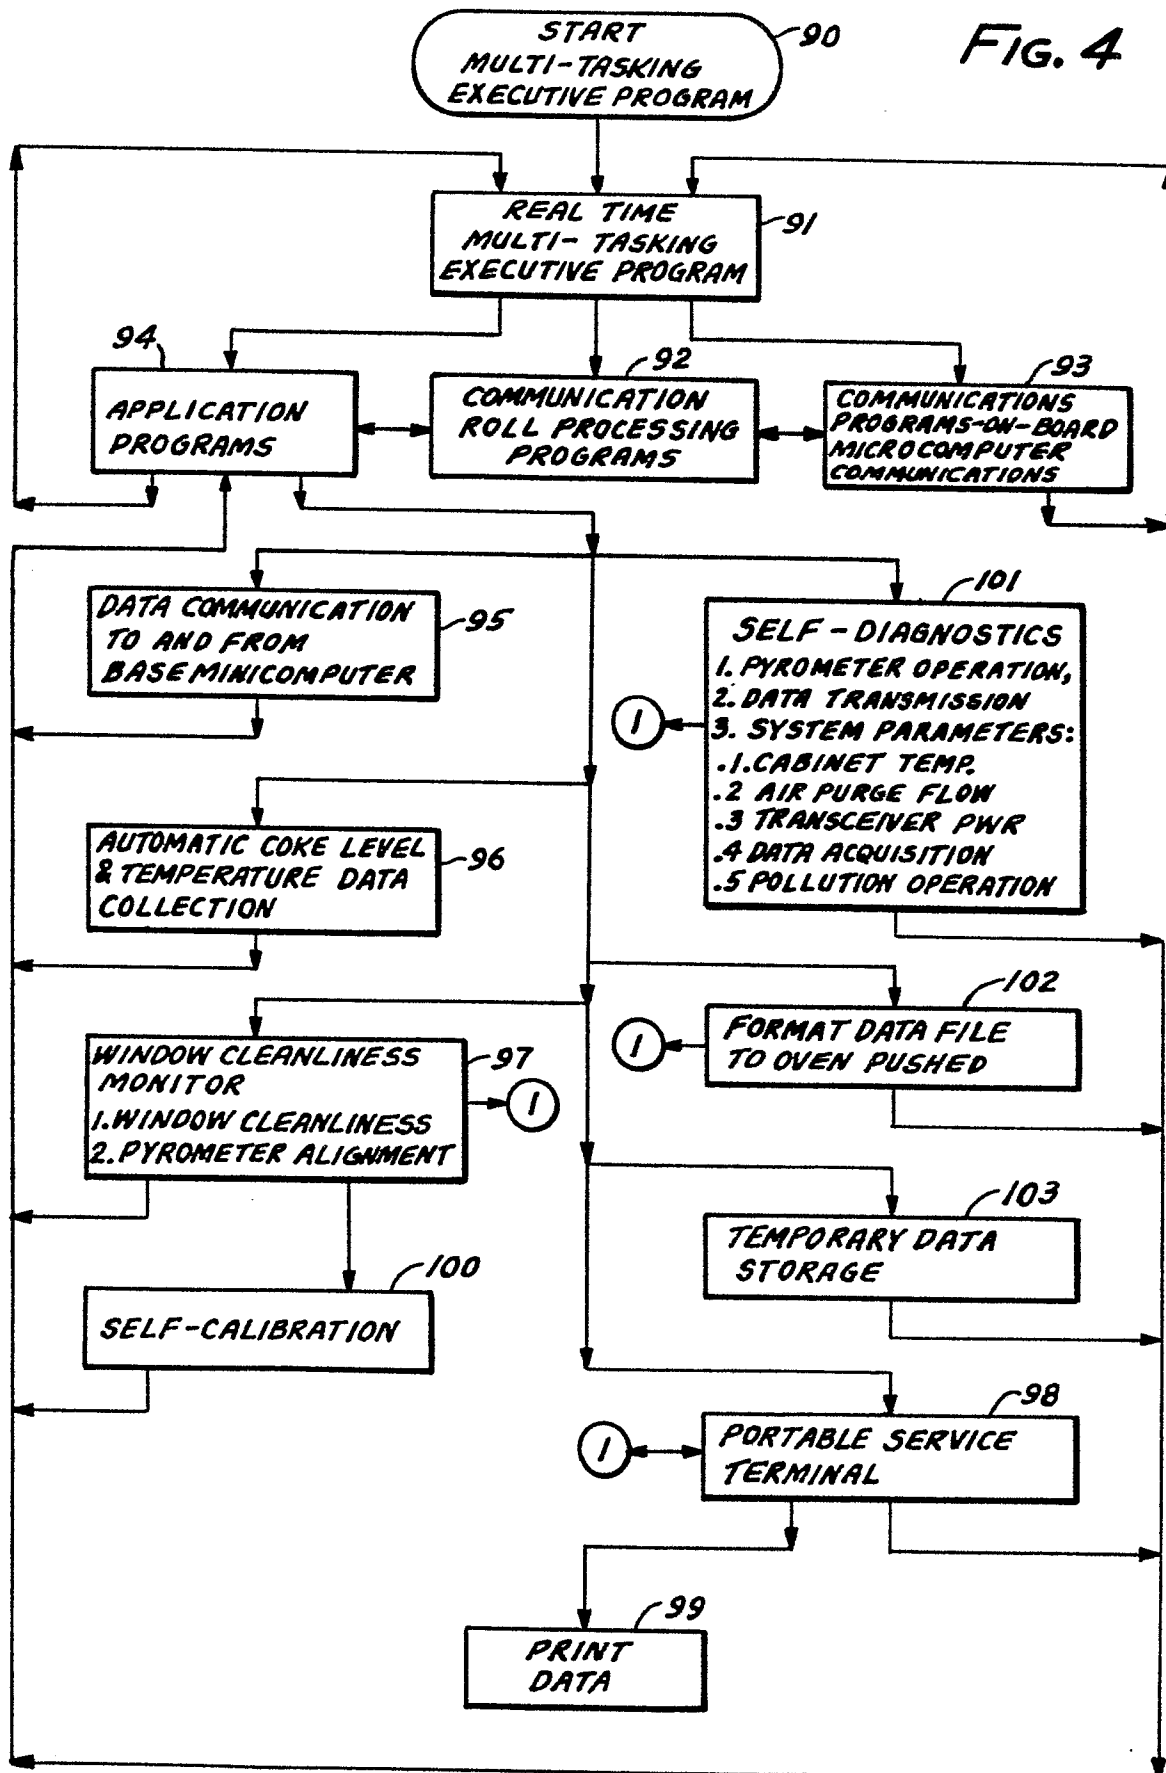 START
MULTI-TASKING
EXECUTIVE PROGRAM
90
FIG. 4
REAL TIME
MULTI-TASKING
EXECUTIVE PROGRAM
91
94
APPLICATION
PROGRAMS
92
COMMUNICATION
ROLL PROCESSING
PROGRAMS
93
COMMUNICATIONS
PROGRAMS-ON-BOARD
MICROCOMPUTER
COMMUNICATIONS
DATA COMMUNICATION
TO AND FROM
BASE MINICOMPUTER
95
101
SELF-DIAGNOSTICS
1. PYROMETER OPERATION,
2. DATA TRANSMISSION
3. SYSTEM PARAMETERS:
.1. CABINET TEMP.
.2 AIR PURGE FLOW
.3 TRANSCEIVER PWR
.4 DATA ACQUISITION
.5 POLLUTION OPERATION
1
AUTOMATIC COKE LEVEL
& TEMPERATURE DATA
COLLECTION
96
102
FORMAT DATA FILE
TO OVEN PUSHED
1
WINDOW CLEANLINESS
MONITOR
1. WINDOW CLEANLINESS
2. PYROMETER ALIGNMENT
97
1
103
TEMPORARY DATA
STORAGE
100
SELF-CALIBRATION
98
PORTABLE SERVICE
TERMINAL
1
99
PRINT
DATA